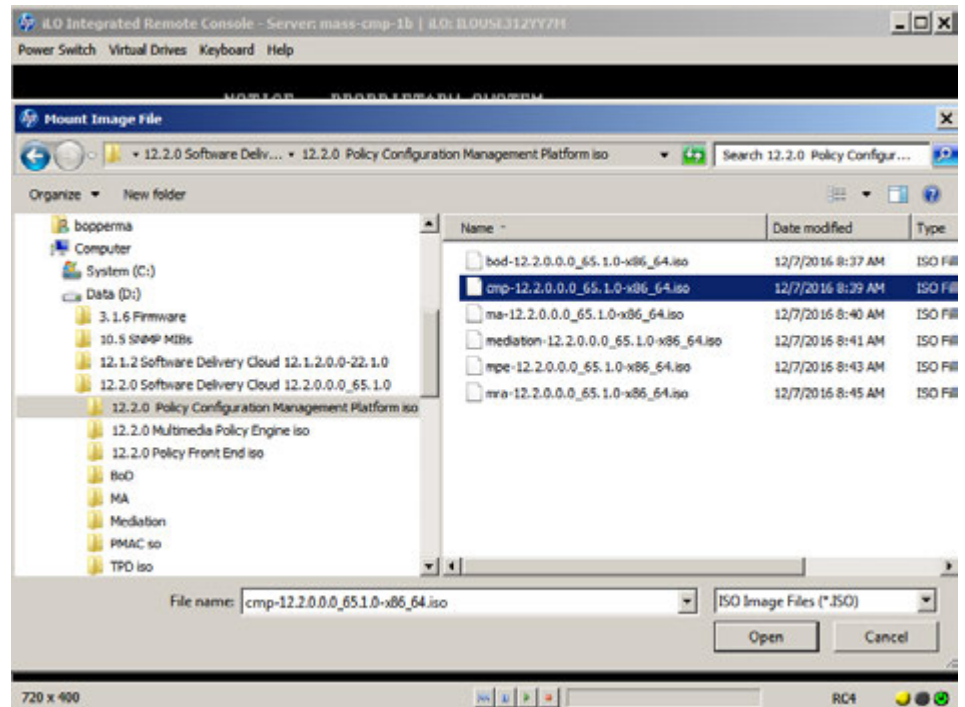 iLO Integrated Remote Console - Server: mass-cmp-1b | iLO: ILOUSE312YY7M
Power Switch Virtual Drives Keyboard Help
Mount Image File
12.2.0 Software Deliv... 12.2.0 Policy Configuration Management Platform iso
Search 12.2.0 Policy Configur...
Organize New folder
bopperma
Computer
System (C:)
Data (D:)
3.1.6 Firmware
10.5 SNMP MIBs
12.1.2 Software Delivery Cloud 12.1.2.0.0-22.1.0
12.2.0 Software Delivery Cloud 12.2.0.0.0_65.1.0
12.2.0 Policy Configuration Management Platform iso
12.2.0 Multimedia Policy Engine iso
12.2.0 Policy Front End iso
BoD
MA
Mediation
PMAC so
TPD iso
Name Date modified Type
bod-12.2.0.0.0_65.1.0-x86_64.iso 12/7/2016 8:37 AM ISO Fil
cmp-12.2.0.0.0_65.1.0-x86_64.iso 12/7/2016 8:39 AM ISO Fil
ma-12.2.0.0.0_65.1.0-x86_64.iso 12/7/2016 8:40 AM ISO Fil
mediation-12.2.0.0.0_65.1.0-x86_64.iso 12/7/2016 8:41 AM ISO Fil
mpe-12.2.0.0.0_65.1.0-x86_64.iso 12/7/2016 8:43 AM ISO Fil
mra-12.2.0.0.0_65.1.0-x86_64.iso 12/7/2016 8:45 AM ISO Fil
File name: cmp-12.2.0.0.0_65.1.0-x86_64.iso
ISO Image Files (*.ISO)
Open Cancel
720 x 400
RC4